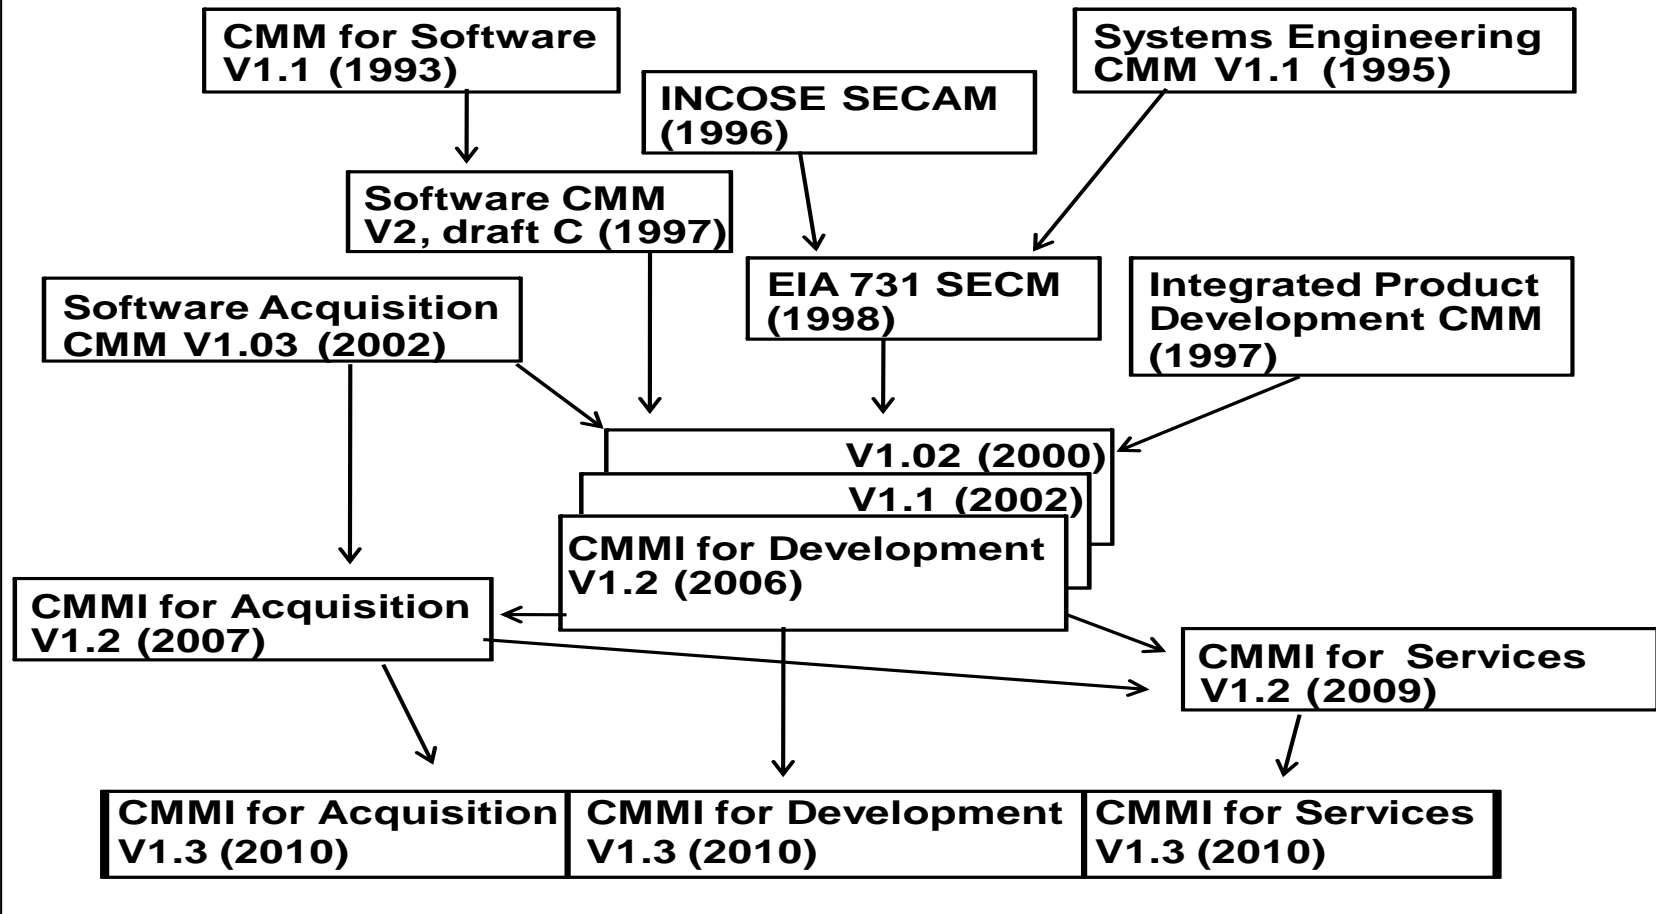 CMM for Software
V1.1 (1993)
Systems Engineering
CMM V1.1 (1995)
INCOSE SECAM
(1996)
Software CMM
V2, draft C (1997)
EIA 731 SECM
(1998)
Integrated Product
Development CMM
(1997)
Software Acquisition
CMM V1.03 (2002)
V1.02 (2000)
V1.1 (2002)
CMMI for Development
V1.2 (2006)
CMMI for Acquisition
V1.2 (2007)
CMMI for Services
V1.2 (2009)
CMMI for Acquisition
V1.3 (2010)
CMMI for Development
V1.3 (2010)
CMMI for Services
V1.3 (2010)